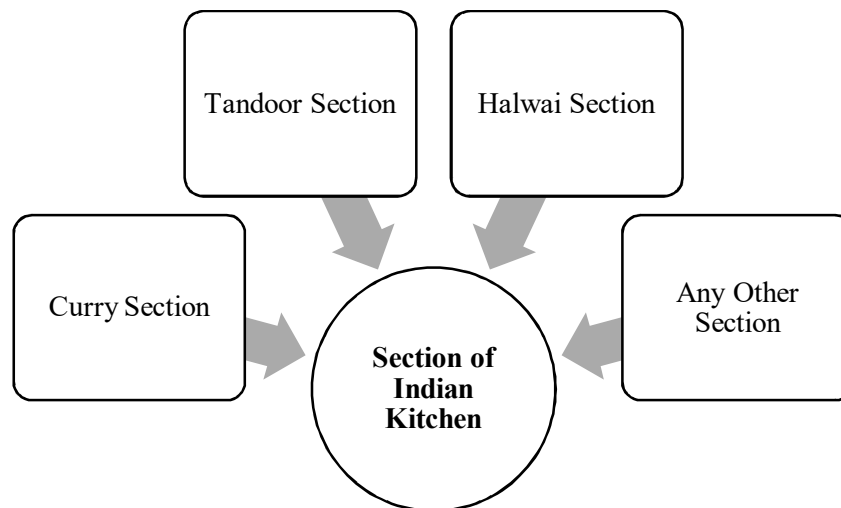 Tandoor Section
Halwai Section
Curry Section
Any Other
Section
Section of
Indian
Kitchen